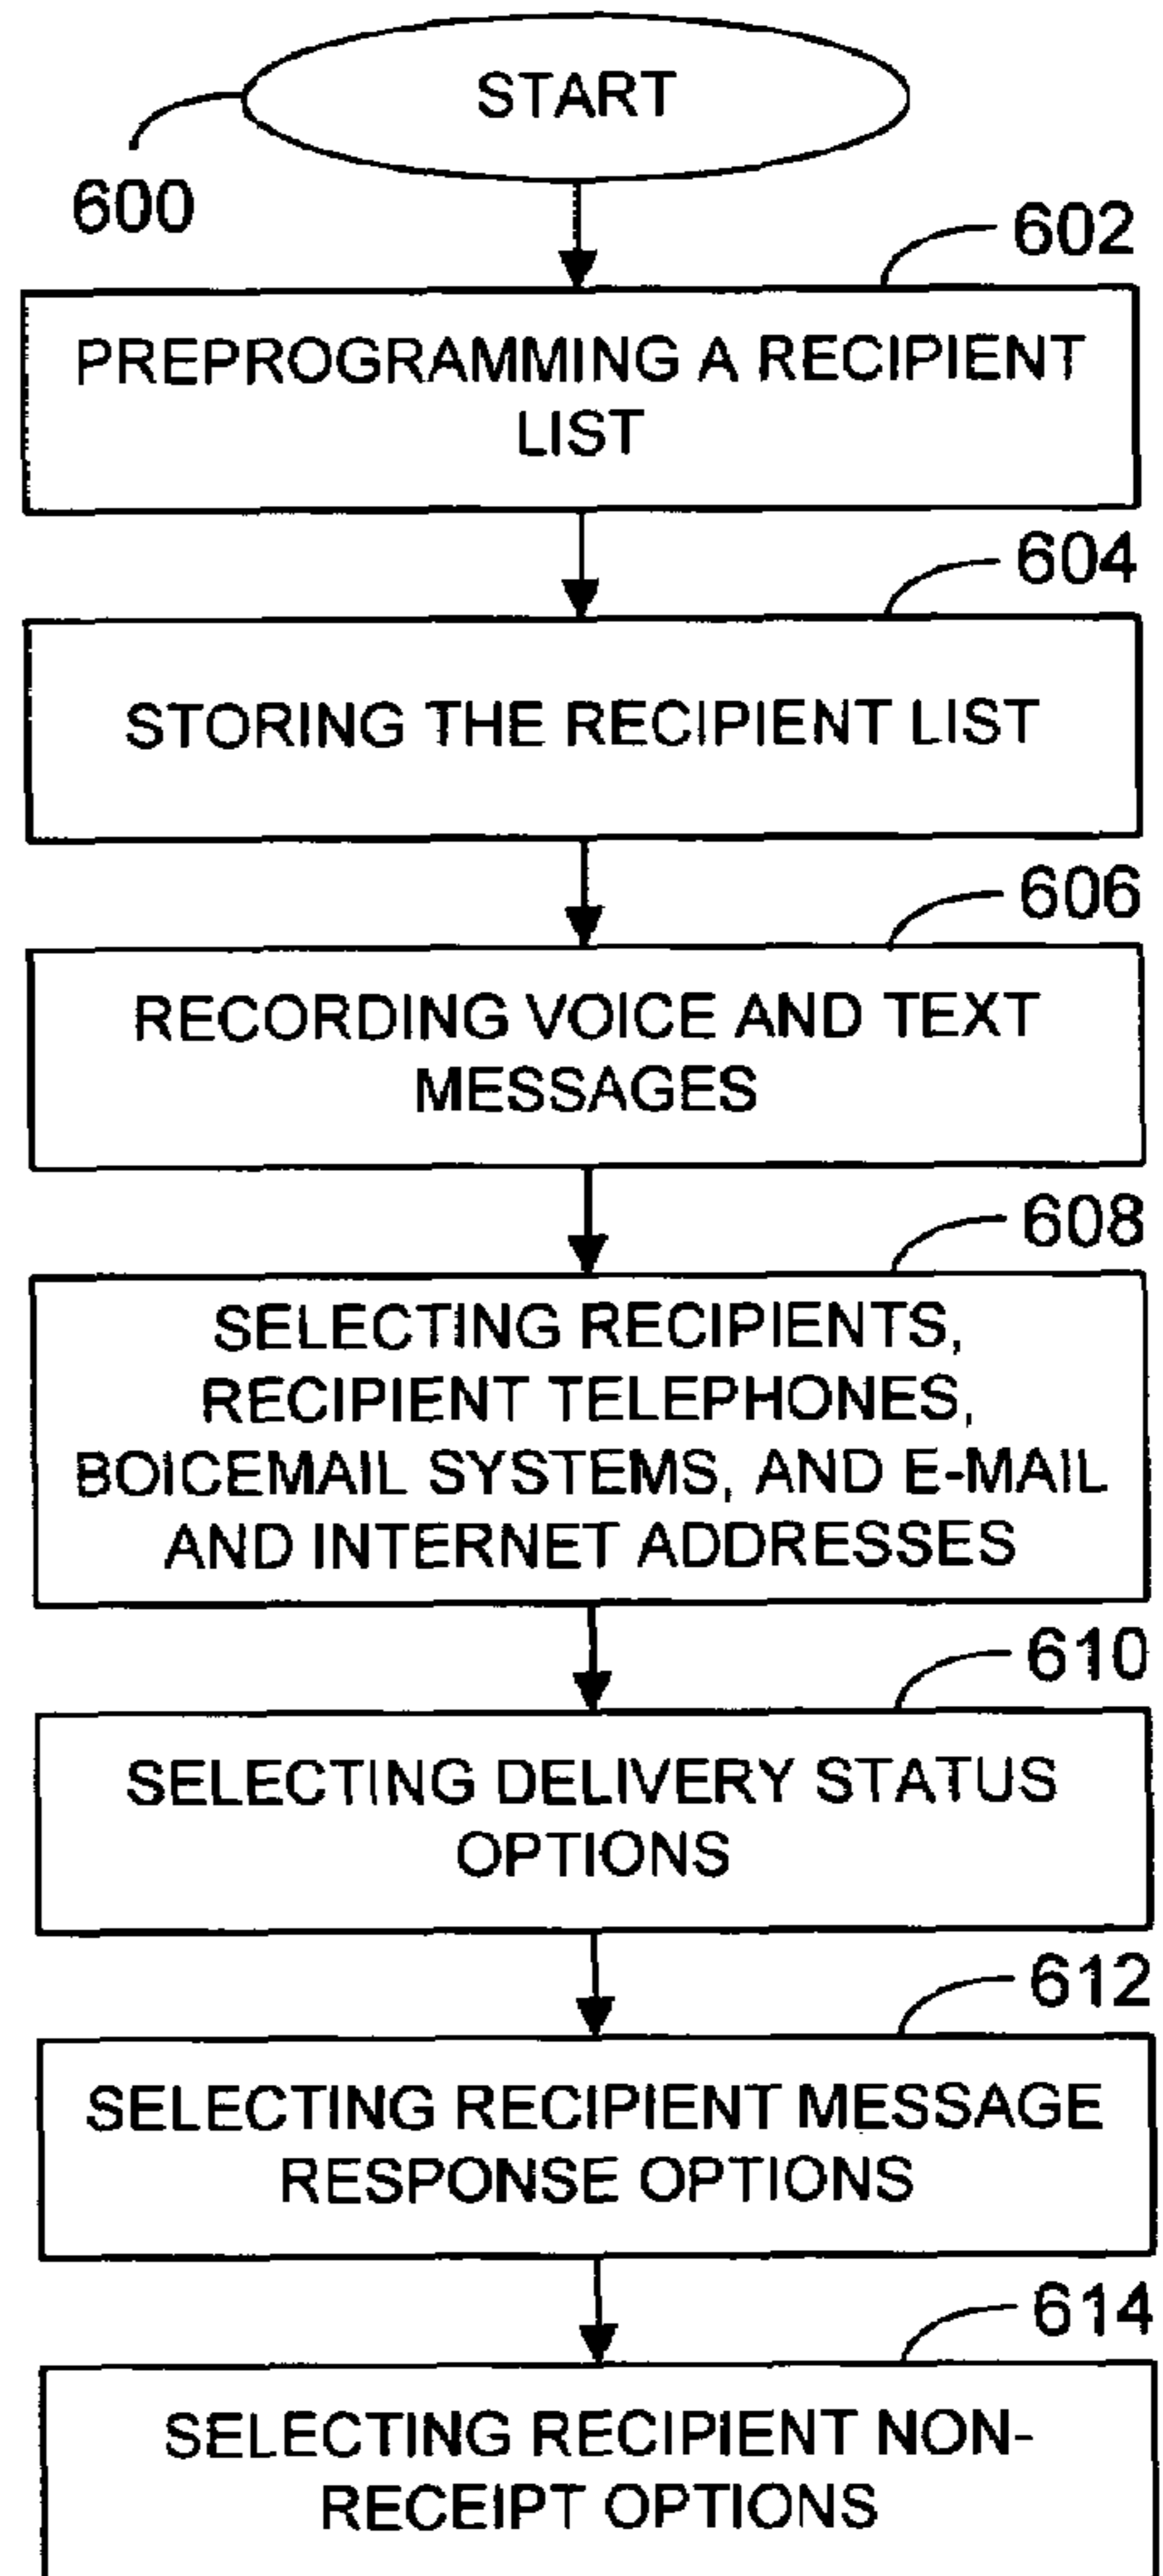 START
600
602
PREPROGRAMMING A RECIPIENT
LIST
604
STORING THE RECIPIENT LIST
606
RECORDING VOICE AND TEXT
MESSAGES
608
SELECTING RECIPIENTS,
RECIPIENT TELEPHONES,
BOICEMAIL SYSTEMS, AND E-MAIL
AND INTERNET ADDRESSES
610
SELECTING DELIVERY STATUS
OPTIONS
612
SELECTING RECIPIENT MESSAGE
RESPONSE OPTIONS
614
SELECTING RECIPIENT NON-
RECEIPT OPTIONS